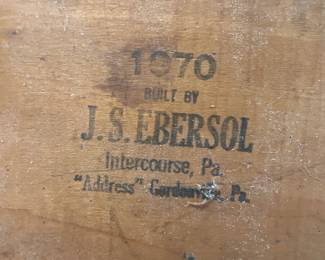 1970
BUILT BY
J. S. EBERSOL
Intercourse, Pa.
"Address" Gordonville, Pa.